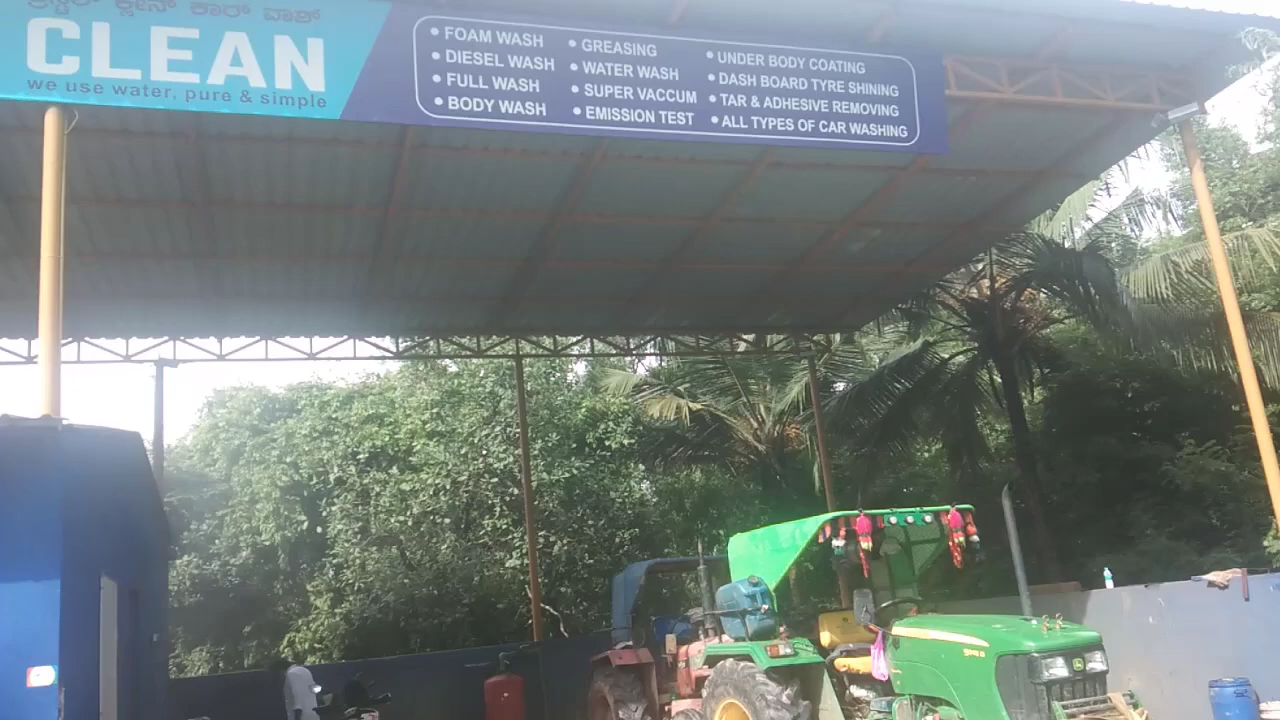 ಕ್ರಿಸ್ಟಲ್ ಕ್ಲೀನ್ ಕಾರ್ ವಾಶ್
CLEAN
we use water, pure & simple
• FOAM WASH
• DIESEL WASH
• FULL WASH
• BODY WASH
• GREASING
• WATER WASH
• SUPER VACCUM
• EMISSION TEST
• UNDER BODY COATING
• DASH BOARD TYRE SHINING
• TAR & ADHESIVE REMOVING
• ALL TYPES OF CAR WASHING